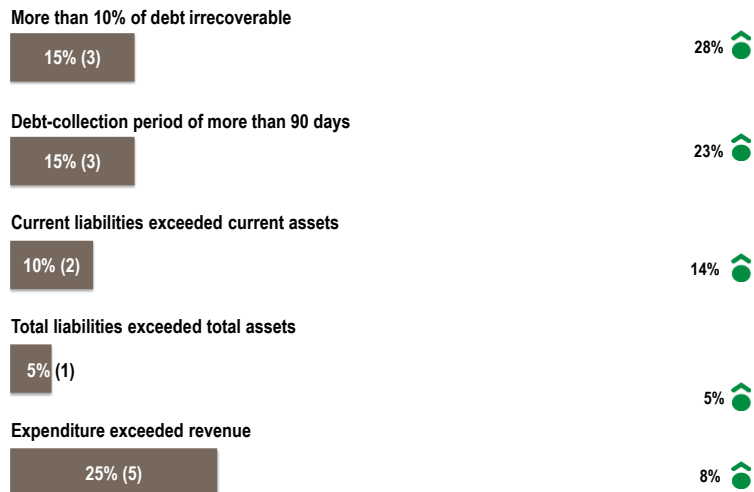 More than 10% of debt irrecoverable
15% (3)
28%
Debt-collection period of more than 90 days
15% (3)
23%
Current liabilities exceeded current assets
10% (2)
14%
Total liabilities exceeded total assets
5% (1)
5%
Expenditure exceeded revenue
25% (5)
8%